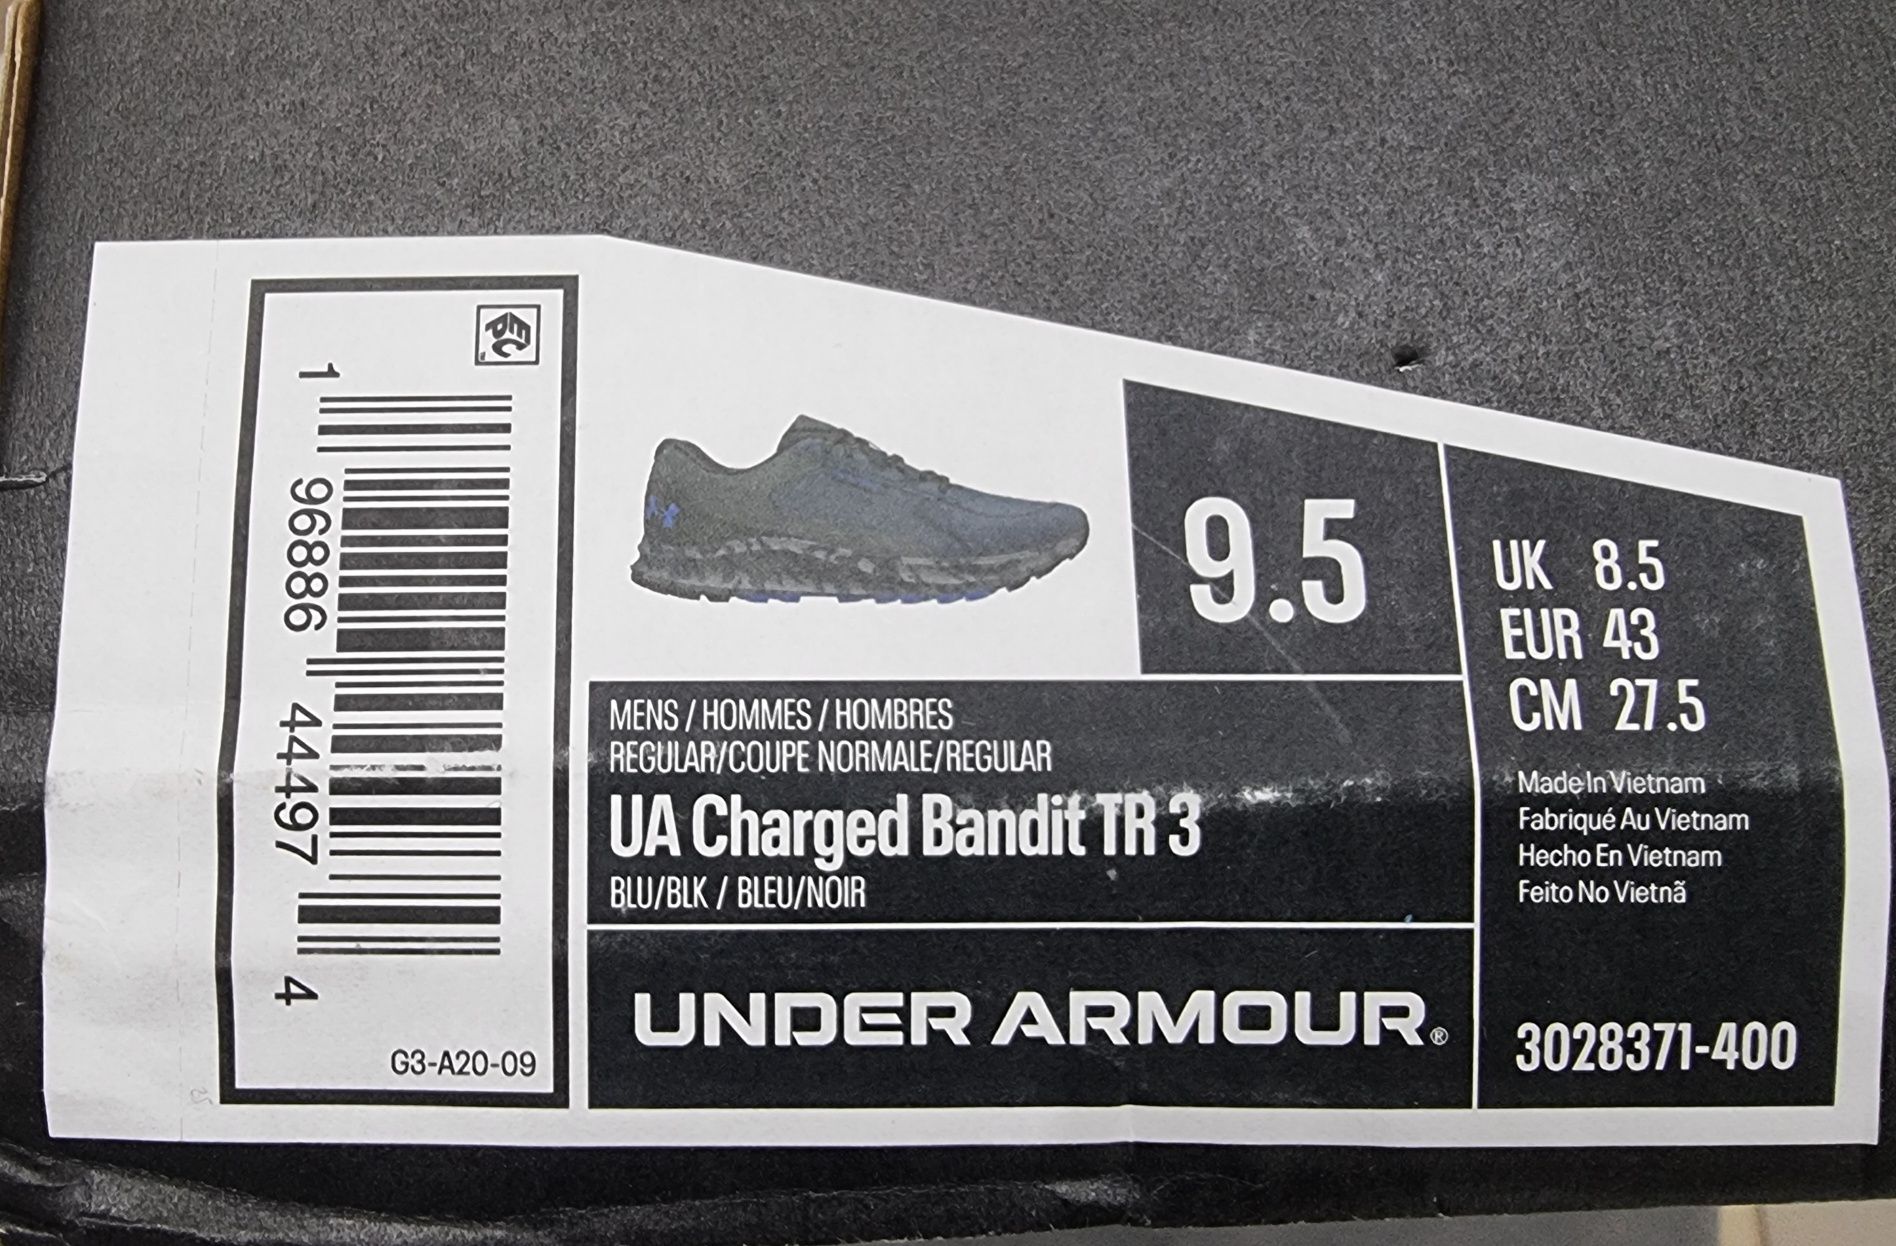 EPC
1 96886 44497 4
G3-A20-09
9.5
UK 8.5
EUR 43
CM 27.5
MENS / HOMMES / HOMBRES
REGULAR/COUPE NORMALE/REGULAR
UA Charged Bandit TR 3
BLU/BLK / BLEU/NOIR
Made In Vietnam
Fabriqué Au Vietnam
Hecho En Vietnam
Feito No Vietnã
UNDER ARMOUR®
3028371-400